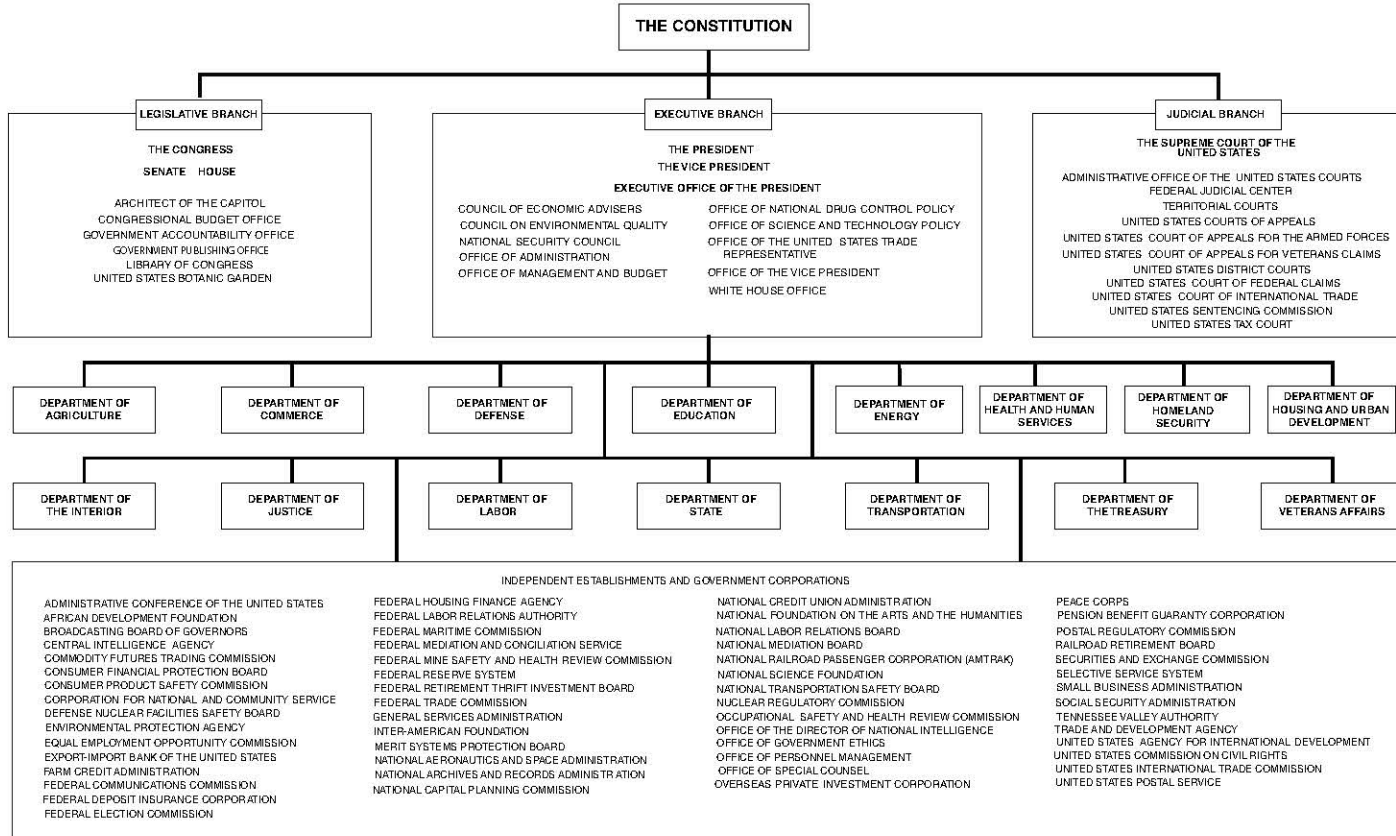 THE CONSTITUTION
LEGISLATIVE BRANCH
THE CONGRESS
SENATE HOUSE
ARCHITECT OF THE CAPITOL
CONGRESSIONAL BUDGET OFFICE
GOVERNMENT ACCOUNTABILITY OFFICE
GOVERNMENT PUBLISHING OFFICE
LIBRARY OF CONGRESS
UNITED STATES BOTANIC GARDEN
EXECUTIVE BRANCH
THE PRESIDENT
THE VICE PRESIDENT
EXECUTIVE OFFICE OF THE PRESIDENT
COUNCIL OF ECONOMIC ADVISERS
COUNCIL ON ENVIRONMENTAL QUALITY
NATIONAL SECURITY COUNCIL
OFFICE OF ADMINISTRATION
OFFICE OF MANAGEMENT AND BUDGET
OFFICE OF NATIONAL DRUG CONTROL POLICY
OFFICE OF SCIENCE AND TECHNOLOGY POLICY
OFFICE OF THE UNITED STATES TRADE
REPRESENTATIVE
OFFICE OF THE VICE PRESIDENT
WHITE HOUSE OFFICE
JUDICIAL BRANCH
THE SUPREME COURT OF THE
UNITED STATES
ADMINISTRATIVE OFFICE OF THE UNITED STATES COURTS
FEDERAL JUDICIAL CENTER
TERRITORIAL COURTS
UNITED STATES COURTS OF APPEALS
UNITED STATES COURT OF APPEALS FOR THE ARMED FORCES
UNITED STATES COURT OF APPEALS FOR VETERANS CLAIMS
UNITED STATES DISTRICT COURTS
UNITED STATES COURT OF FEDERAL CLAIMS
UNITED STATES COURT OF INTERNATIONAL TRADE
UNITED STATES SENTENCING COMMISSION
UNITED STATES TAX COURT
DEPARTMENT OF
AGRICULTURE
DEPARTMENT OF
COMMERCE
DEPARTMENT OF
DEFENSE
DEPARTMENT OF
EDUCATION
DEPARTMENT OF
ENERGY
DEPARTMENT OF
HEALTH AND HUMAN
SERVICES
DEPARTMENT OF
HOMELAND
SECURITY
DEPARTMENT OF
HOUSING AND URBAN
DEVELOPMENT
DEPARTMENT OF
THE INTERIOR
DEPARTMENT OF
JUSTICE
DEPARTMENT OF
LABOR
DEPARTMENT OF
STATE
DEPARTMENT OF
TRANSPORTATION
DEPARTMENT OF
THE TREASURY
DEPARTMENT OF
VETERANS AFFAIRS
INDEPENDENT ESTABLISHMENTS AND GOVERNMENT CORPORATIONS
ADMINISTRATIVE CONFERENCE OF THE UNITED STATES
AFRICAN DEVELOPMENT FOUNDATION
BROADCASTING BOARD OF GOVERNORS
CENTRAL INTELLIGENCE AGENCY
COMMODITY FUTURES TRADING COMMISSION
CONSUMER FINANCIAL PROTECTION BOARD
CONSUMER PRODUCT SAFETY COMMISSION
CORPORATION FOR NATIONAL AND COMMUNITY SERVICE
DEFENSE NUCLEAR FACILITIES SAFETY BOARD
ENVIRONMENTAL PROTECTION AGENCY
EQUAL EMPLOYMENT OPPORTUNITY COMMISSION
EXPORT-IMPORT BANK OF THE UNITED STATES
FARM CREDIT ADMINISTRATION
FEDERAL COMMUNICATIONS COMMISSION
FEDERAL DEPOSIT INSURANCE CORPORATION
FEDERAL ELECTION COMMISSION
FEDERAL HOUSING FINANCE AGENCY
FEDERAL LABOR RELATIONS AUTHORITY
FEDERAL MARITIME COMMISSION
FEDERAL MEDIATION AND CONCILIATION SERVICE
FEDERAL MINE SAFETY AND HEALTH REVIEW COMMISSION
FEDERAL RESERVE SYSTEM
FEDERAL RETIREMENT THRIFT INVESTMENT BOARD
FEDERAL TRADE COMMISSION
GENERAL SERVICES ADMINISTRATION
INTER-AMERICAN FOUNDATION
MERIT SYSTEMS PROTECTION BOARD
NATIONAL AERONAUTICS AND SPACE ADMINISTRATION
NATIONAL ARCHIVES AND RECORDS ADMINISTRATION
NATIONAL CAPITAL PLANNING COMMISSION
NATIONAL CREDIT UNION ADMINISTRATION
NATIONAL FOUNDATION ON THE ARTS AND THE HUMANITIES
NATIONAL LABOR RELATIONS BOARD
NATIONAL MEDIATION BOARD
NATIONAL RAILROAD PASSENGER CORPORATION (AMTRAK)
NATIONAL SCIENCE FOUNDATION
NATIONAL TRANSPORTATION SAFETY BOARD
NUCLEAR REGULATORY COMMISSION
OCCUPATIONAL SAFETY AND HEALTH REVIEW COMMISSION
OFFICE OF THE DIRECTOR OF NATIONAL INTELLIGENCE
OFFICE OF GOVERNMENT ETHICS
OFFICE OF PERSONNEL MANAGEMENT
OFFICE OF SPECIAL COUNSEL
OVERSEAS PRIVATE INVESTMENT CORPORATION
PEACE CORPS
PENSION BENEFIT GUARANTY CORPORATION
POSTAL REGULATORY COMMISSION
RAILROAD RETIREMENT BOARD
SECURITIES AND EXCHANGE COMMISSION
SELECTIVE SERVICE SYSTEM
SMALL BUSINESS ADMINISTRATION
SOCIAL SECURITY ADMINISTRATION
TENNESSEE VALLEY AUTHORITY
TRADE AND DEVELOPMENT AGENCY
UNITED STATES AGENCY FOR INTERNATIONAL DEVELOPMENT
UNITED STATES COMMISSION ON CIVIL RIGHTS
UNITED STATES INTERNATIONAL TRADE COMMISSION
UNITED STATES POSTAL SERVICE